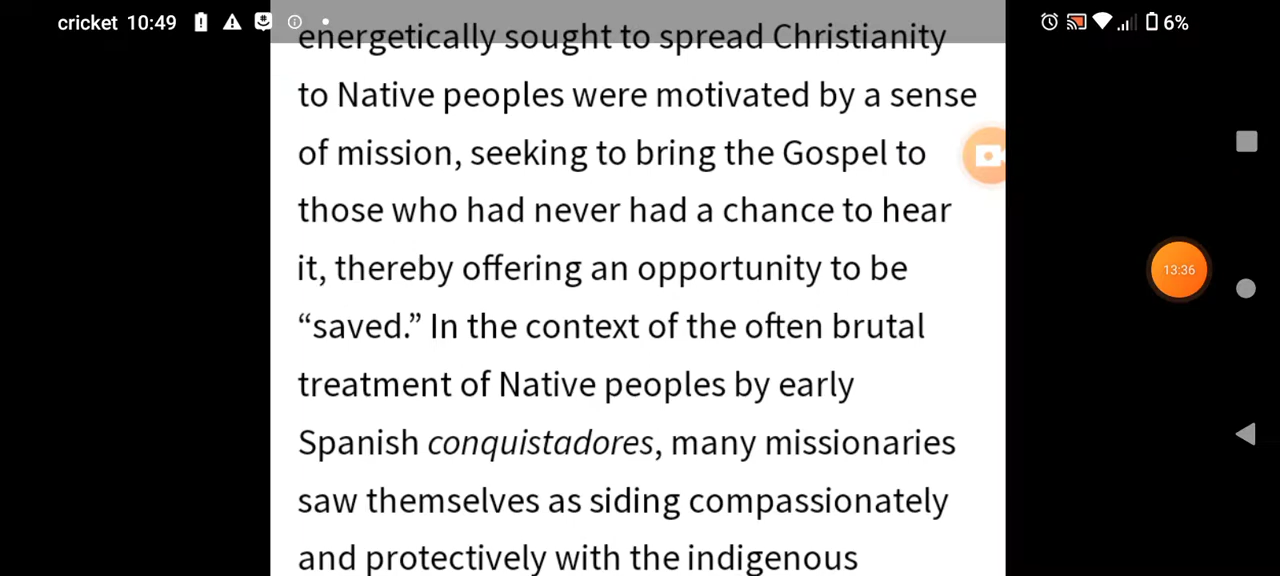 cricket 10:49
6%
energetically sought to spread Christianity
to Native peoples were motivated by a sense
of mission, seeking to bring the Gospel to
those who had never had a chance to hear
it, thereby offering an opportunity to be
“saved.” In the context of the often brutal
treatment of Native peoples by early
Spanish conquistadores, many missionaries
saw themselves as siding compassionately
and protectively with the indigenous
13:36